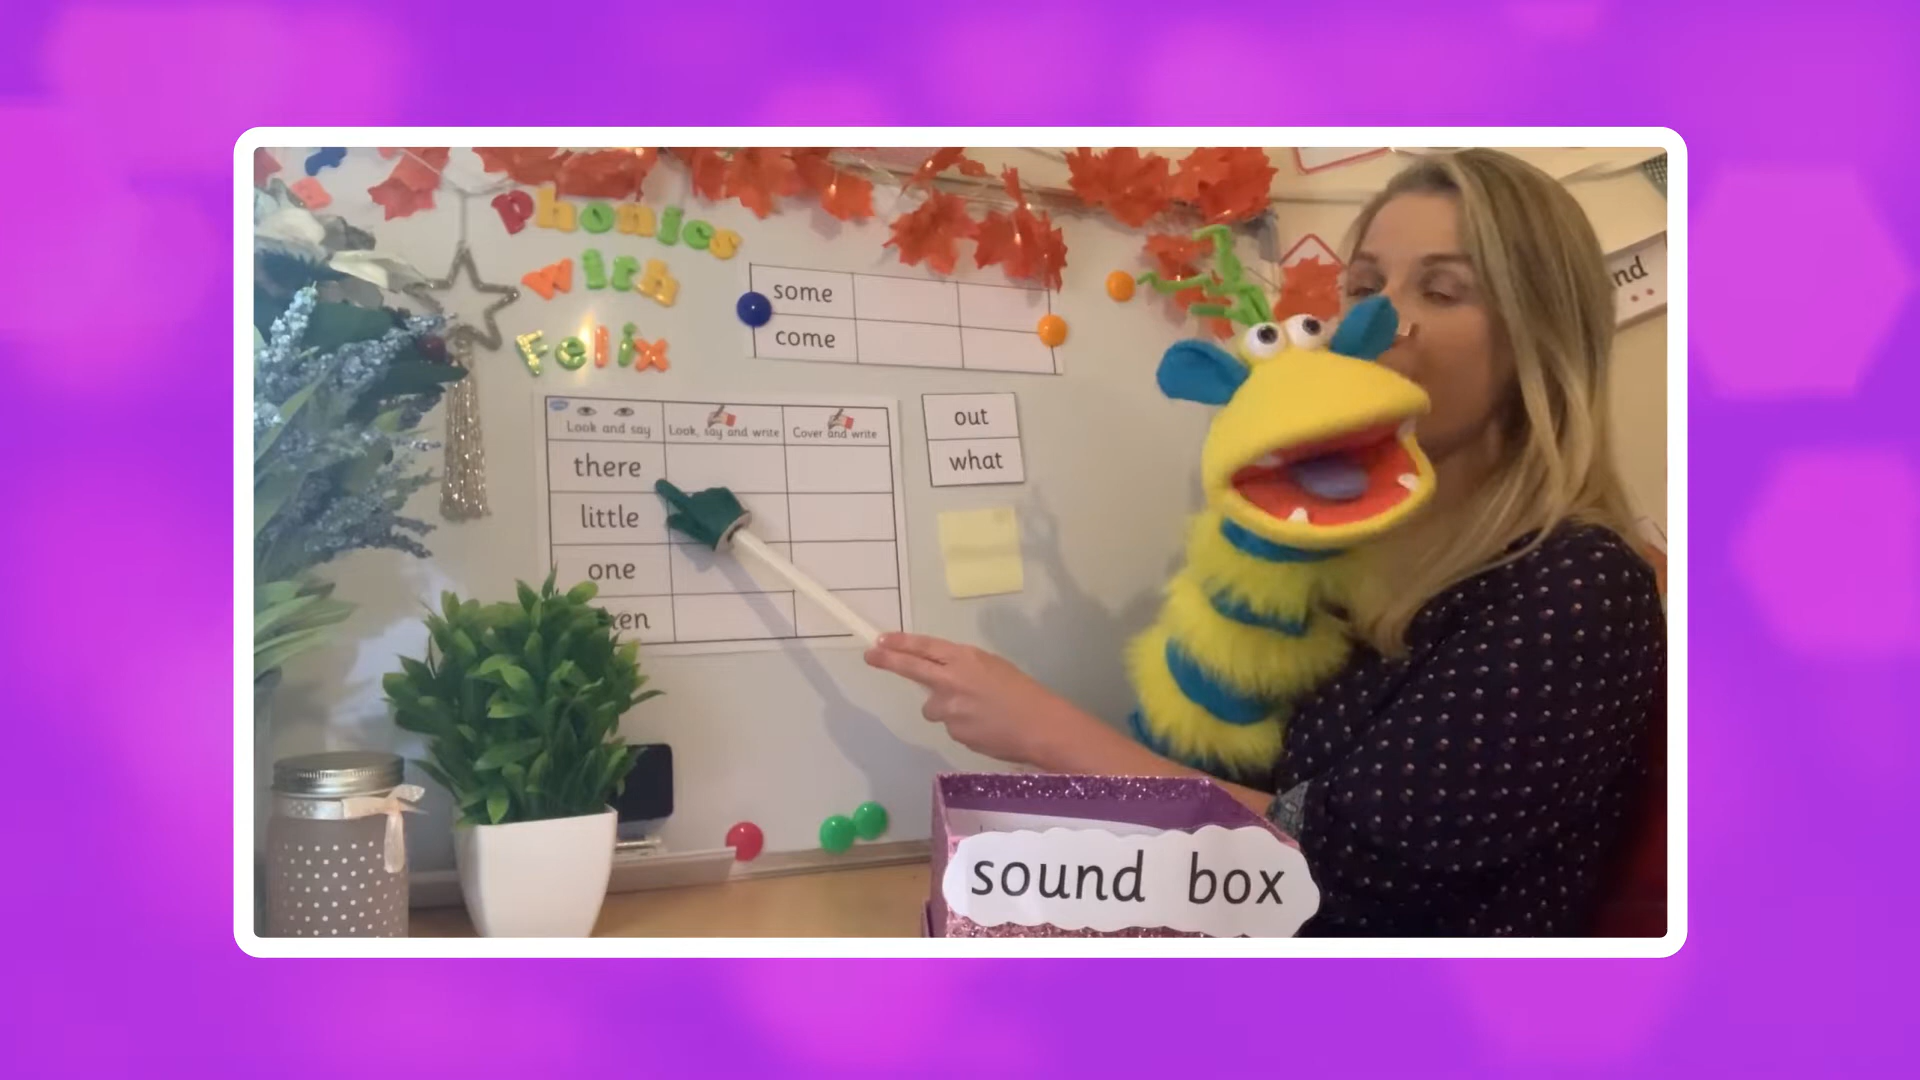 Phonics
with
Felix
some
come
Look and say
Look, say and write
Cover and write
there
little
one
out
what
sound box